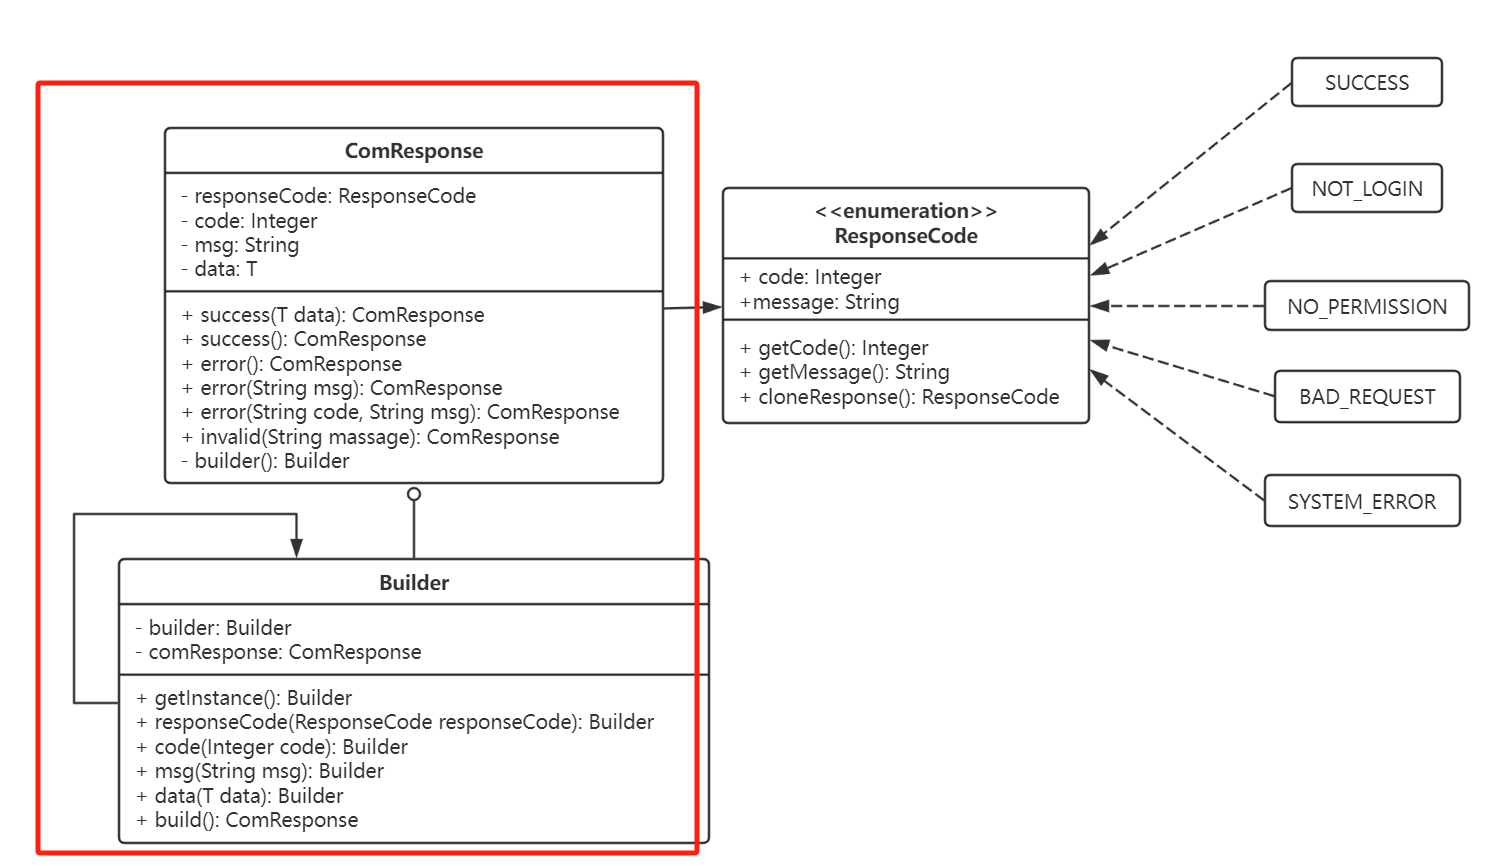 ComResponse
- responseCode: ResponseCode
- code: Integer
- msg: String
- data: T
+ success(T data): ComResponse
+ success(): ComResponse
+ error(): ComResponse
+ error(String msg): ComResponse
+ error(String code, String msg): ComResponse
+ invalid(String massage): ComResponse
- builder(): Builder
Builder
- builder: Builder
- comResponse: ComResponse
+ getInstance(): Builder
+ responseCode(ResponseCode responseCode): Builder
+ code(Integer code): Builder
+ msg(String msg): Builder
+ data(T data): Builder
+ build(): ComResponse
<<enumeration>>
ResponseCode
+ code: Integer
+message: String
+ getCode(): Integer
+ getMessage(): String
+ cloneResponse(): ResponseCode
SUCCESS
NOT_LOGIN
NO_PERMISSION
BAD_REQUEST
SYSTEM_ERROR